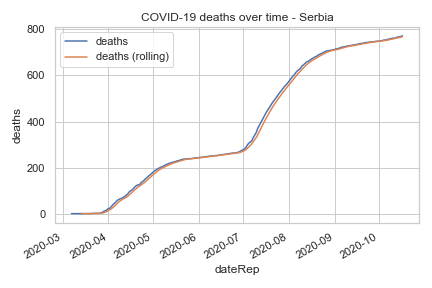 COVID-19 deaths over time - Serbia
deaths
deaths (rolling)
800
600
400
200
0
deaths
2020-03
2020-04
2020-05
2020-06
2020-07
2020-08
2020-09
2020-10
dateRep